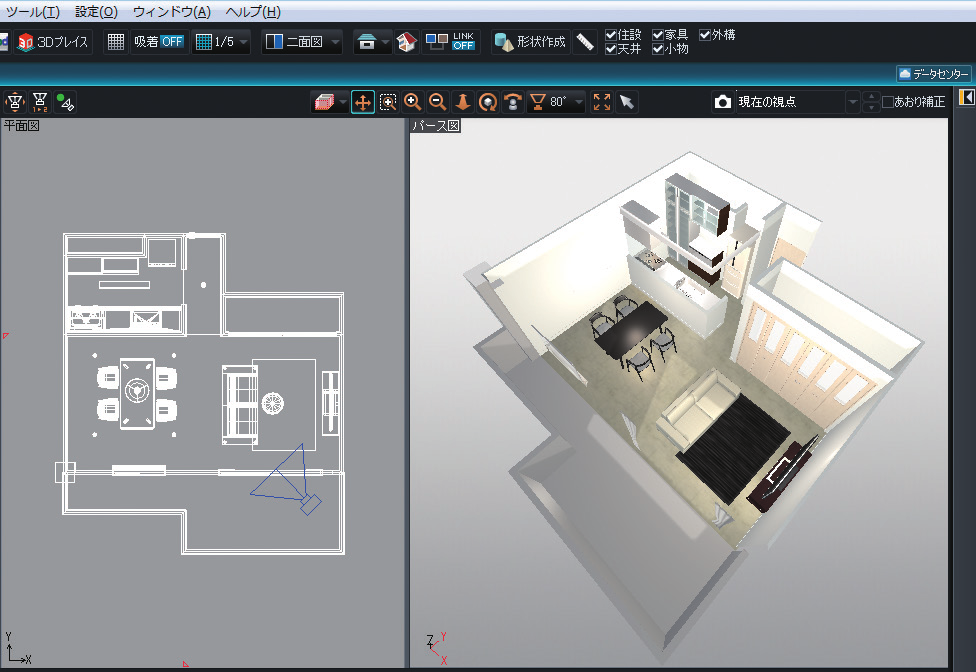 ツール(T) 設定(O) ウィンドウ(A) ヘルプ(H)
3Dプレイス 吸着 OFF 1/5 二面図 LINK OFF 形状作成 住設 家具 外構
天井 小物
データセンター
1▸2 80° 現在の視点 あおり補正
平面図 パース図
Y
X
Z Y
X